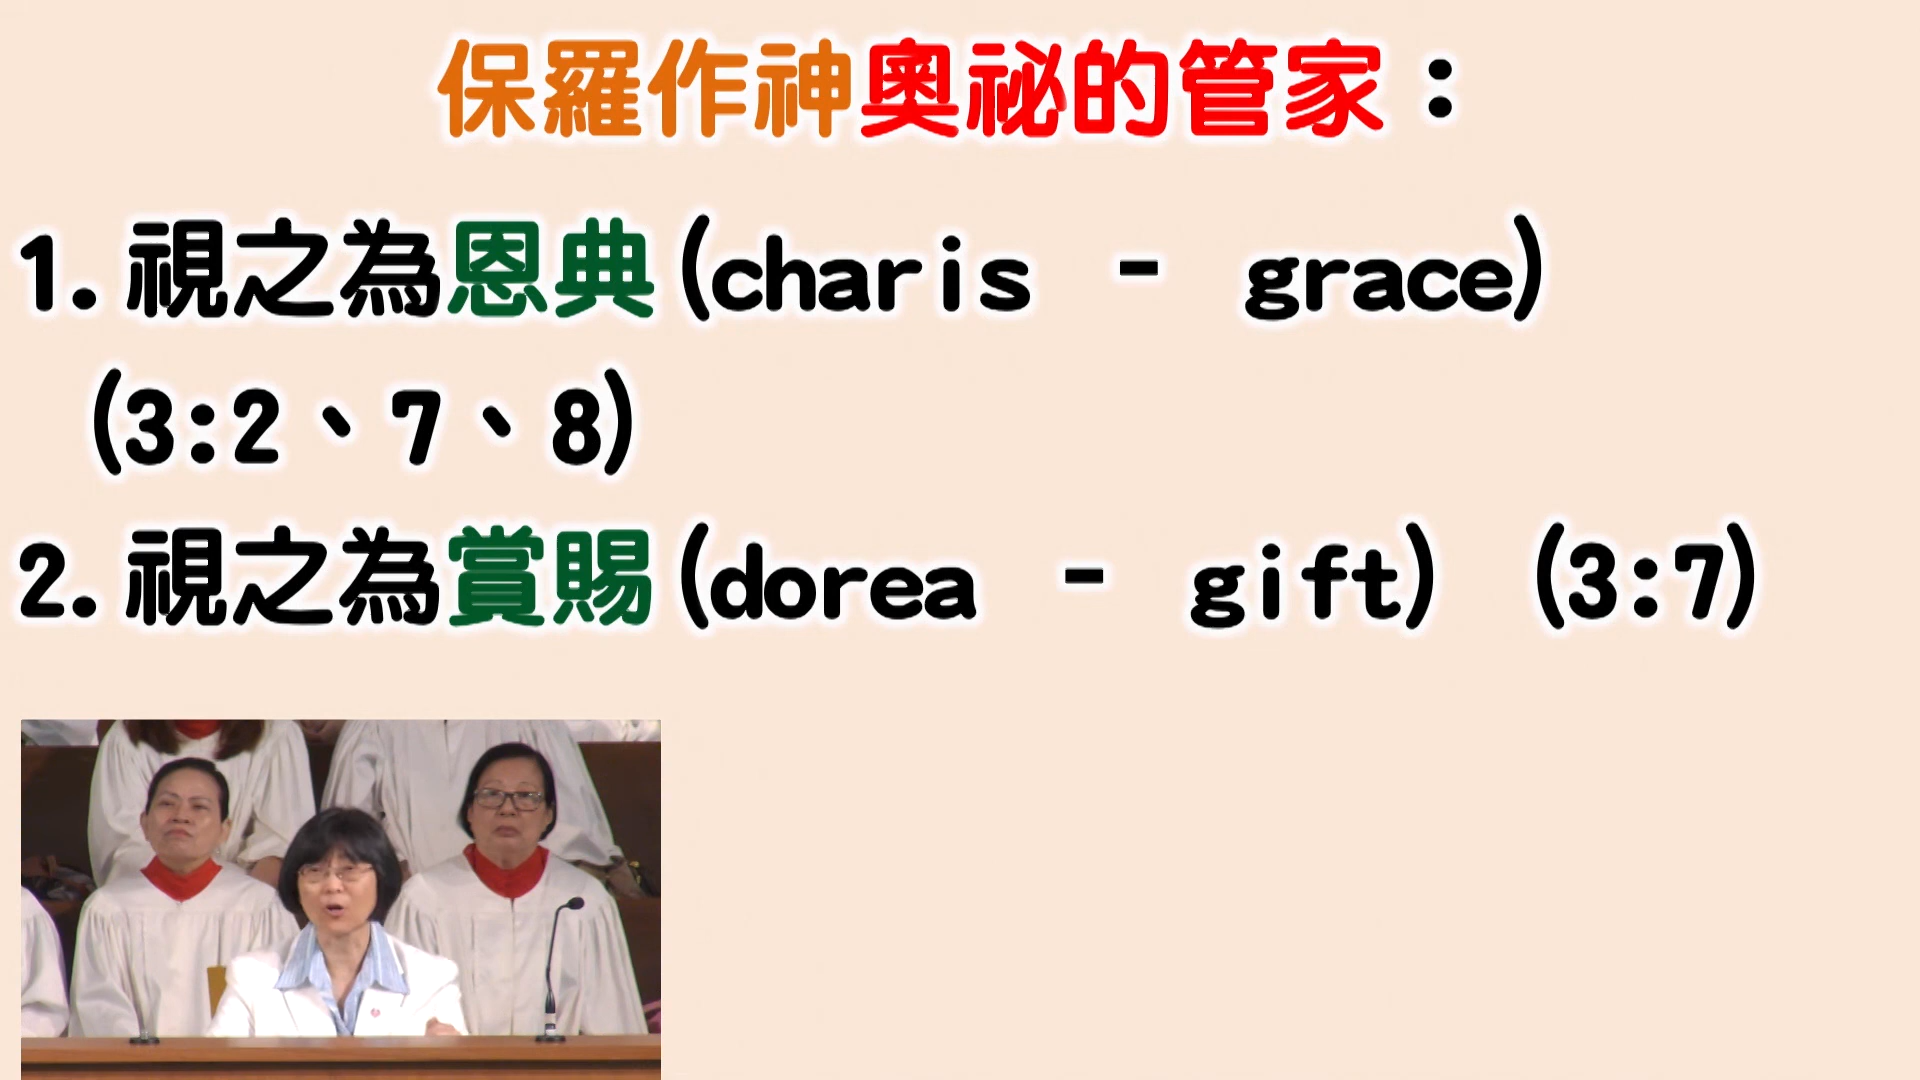 保羅作神奧祕的管家：
1.視之為恩典(charis - grace)
(3:2、7、8)
2.視之為賞賜(dorea - gift) (3:7)